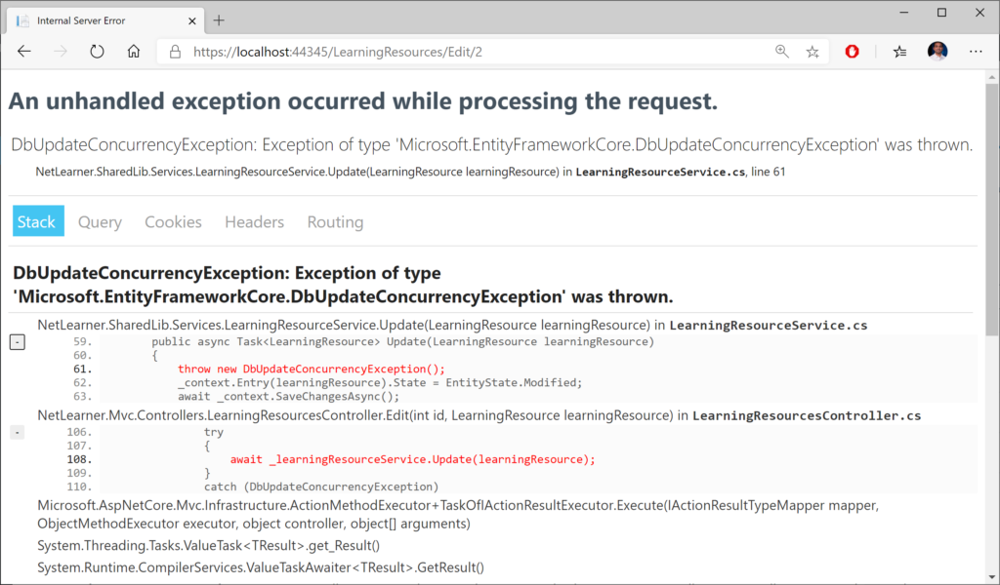 Internal Server Error
https://localhost:44345/LearningResources/Edit/2
An unhandled exception occurred while processing the request.
DbUpdateConcurrencyException: Exception of type 'Microsoft.EntityFrameworkCore.DbUpdateConcurrencyException' was thrown.
NetLearner.SharedLib.Services.LearningResourceService.Update(LearningResource learningResource) in LearningResourceService.cs, line 61
Stack Query Cookies Headers Routing
DbUpdateConcurrencyException: Exception of type
'Microsoft.EntityFrameworkCore.DbUpdateConcurrencyException' was thrown.
NetLearner.SharedLib.Services.LearningResourceService.Update(LearningResource learningResource) in LearningResourceService.cs
- 59. public async Task<LearningResource> Update(LearningResource learningResource)
60. {
61. throw new DbUpdateConcurrencyException();
62. _context.Entry(learningResource).State = EntityState.Modified;
63. await _context.SaveChangesAsync();
NetLearner.Mvc.Controllers.LearningResourcesController.Edit(int id, LearningResource learningResource) in LearningResourcesController.cs
- 106. try
107. {
108. await _learningResourceService.Update(learningResource);
109. }
110. catch (DbUpdateConcurrencyException)
Microsoft.AspNetCore.Mvc.Infrastructure.ActionMethodExecutor+TaskOfIActionResultExecutor.Execute(IActionResultTypeMapper mapper,
ObjectMethodExecutor executor, object controller, object[] arguments)
System.Threading.Tasks.ValueTask<TResult>.get_Result()
System.Runtime.CompilerServices.ValueTaskAwaiter<TResult>.GetResult()